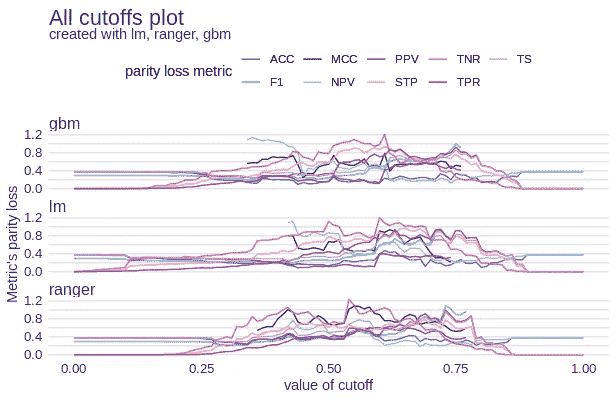 All cutoffs plot
created with lm, ranger, gbm
parity loss metric
ACC MCC PPV TNR TS
F1 NPV STP TPR
gbm
1.2
0.8
0.4
0.0
lm
1.2
0.8
0.4
0.0
ranger
1.2
0.8
0.4
0.0
Metric's parity loss
0.00 0.25 0.50 0.75 1.00
value of cutoff